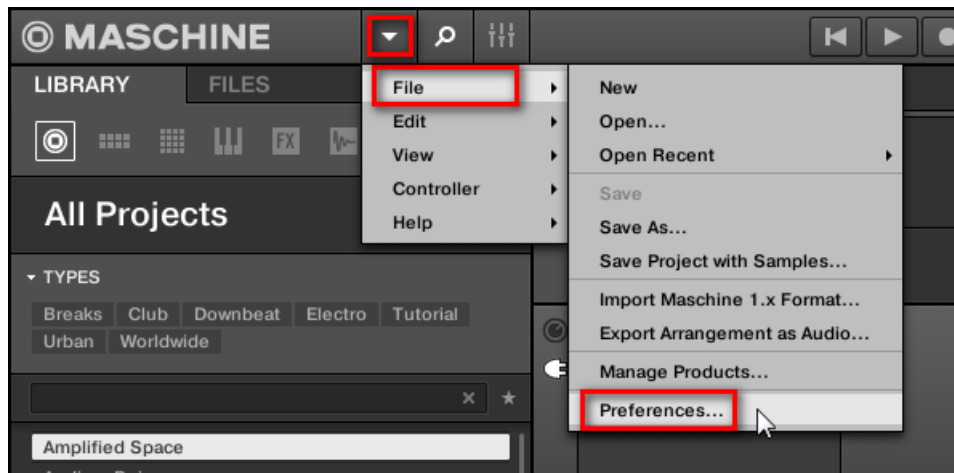 MASCHINE
LIBRARY FILES
FX
All Projects
TYPES
Breaks Club Downbeat Electro Tutorial
Urban Worldwide
Amplified Space
File
Edit
View
Controller
Help
New
Open...
Open Recent
Save
Save As...
Save Project with Samples...
Import Maschine 1.x Format...
Export Arrangement as Audio...
Manage Products...
Preferences...